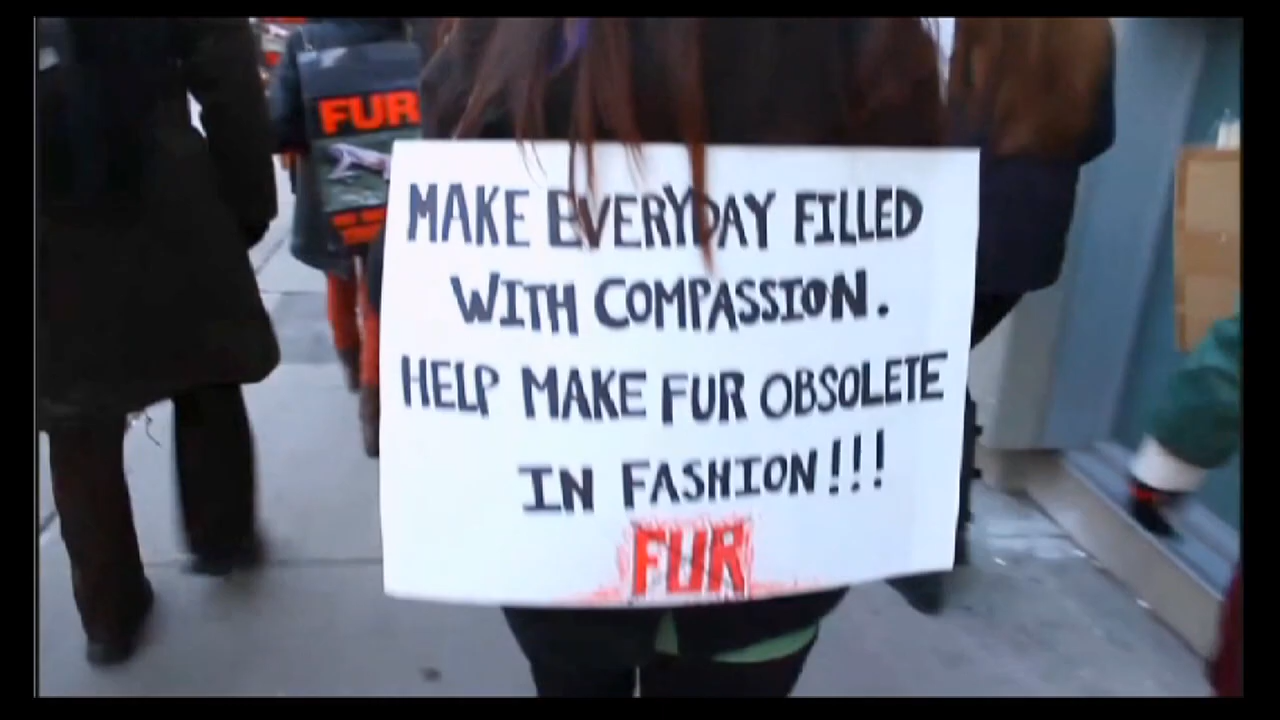 FUR
MAKE EVERYDAY FILLED
WITH COMPASSION.
HELP MAKE FUR OBSOLETE
IN FASHION!!!
FUR